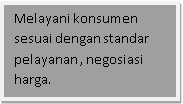 Melayani konsumen
sesuai dengan standar
pelayanan, negosiasi
harga.